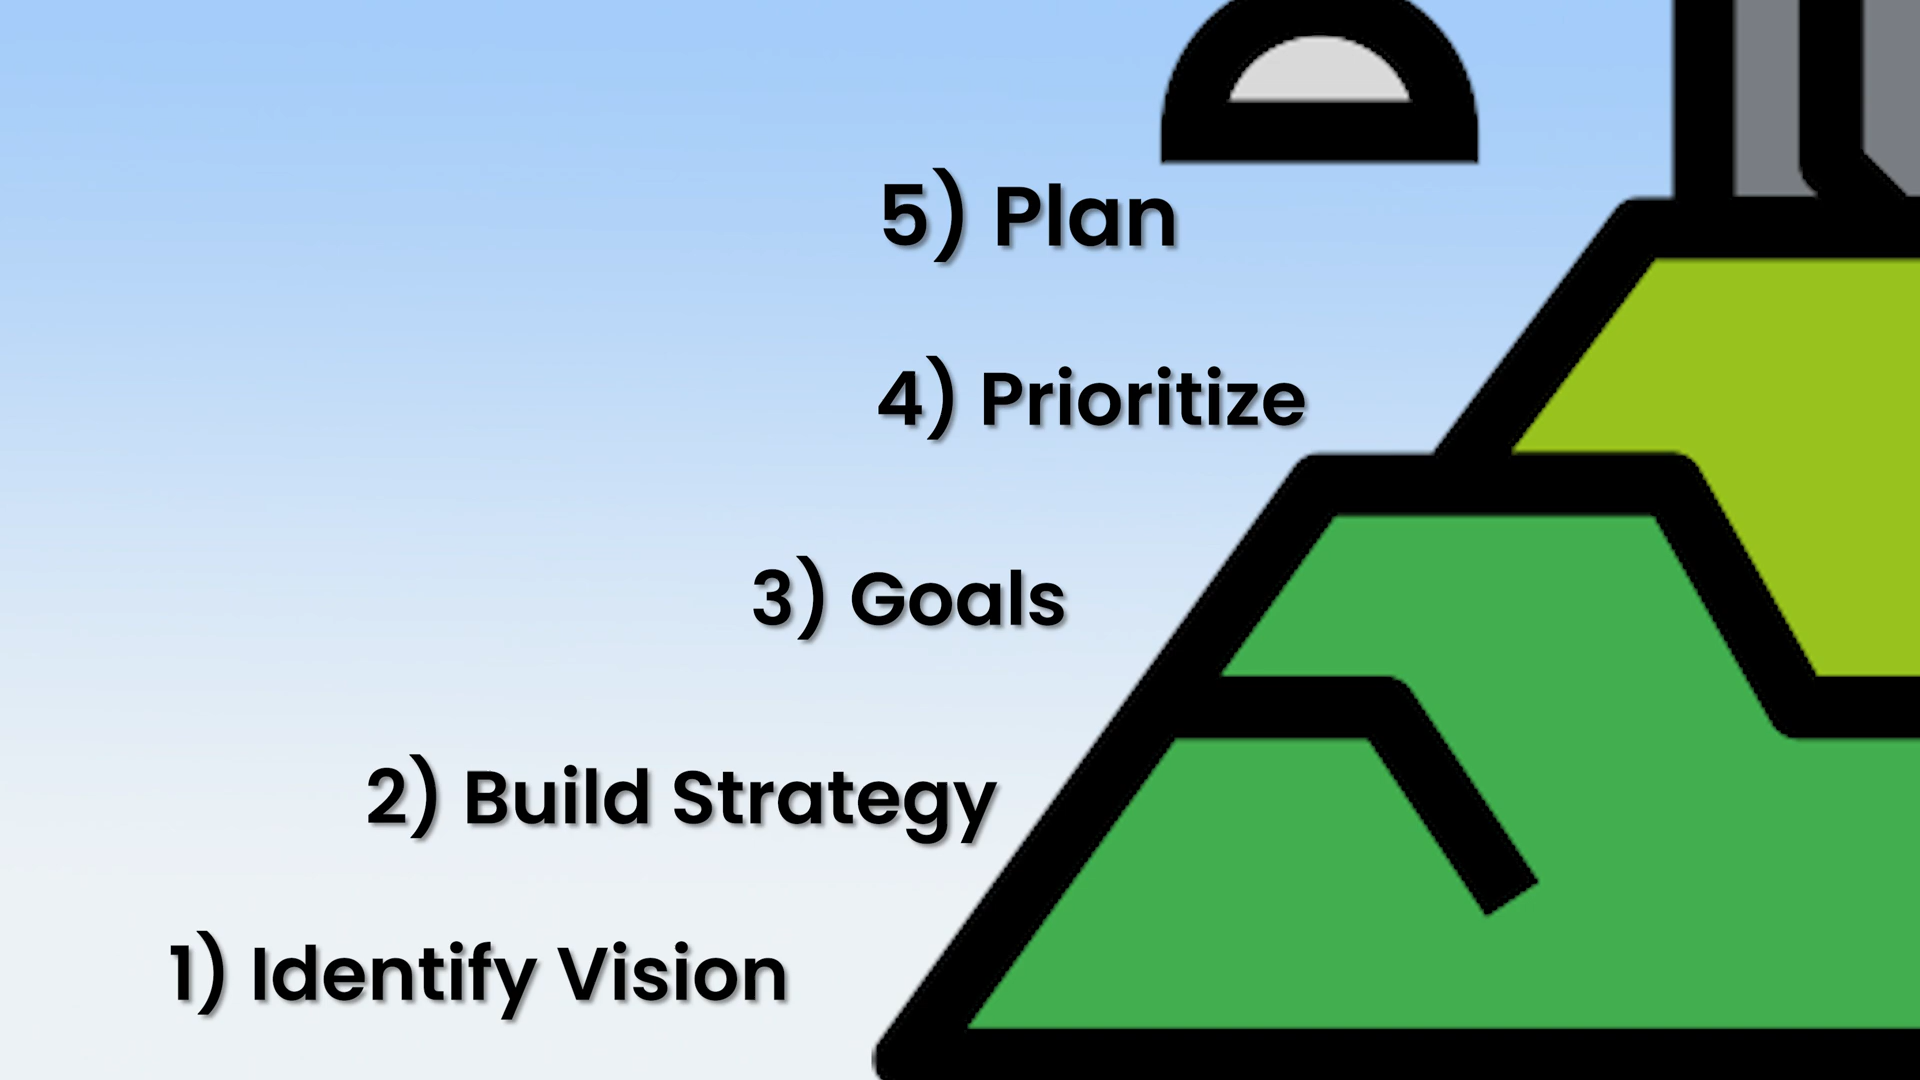 5) Plan
4) Prioritize
3) Goals
2) Build Strategy
1) Identify Vision